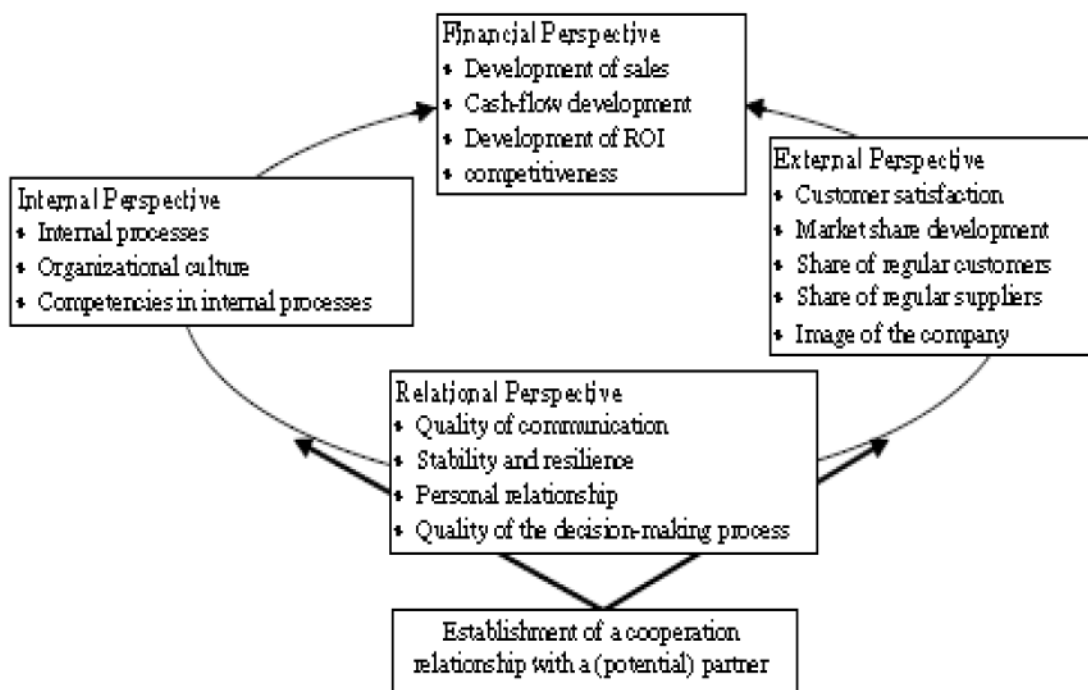 Financial Perspective
• Development of sales
• Cash-flow development
• Development of ROI
• competitiveness
External Perspective
• Customer satisfaction
• Market share development
• Share of regular customers
• Share of regular suppliers
• Image of the company
Internal Perspective
• Internal processes
• Organizational culture
• Competencies in internal processes
Relational Perspective
• Quality of communication
• Stability and resilience
• Personal relationship
• Quality of the decision-making process
Establishment of a cooperation
relationship with a (potential) partner